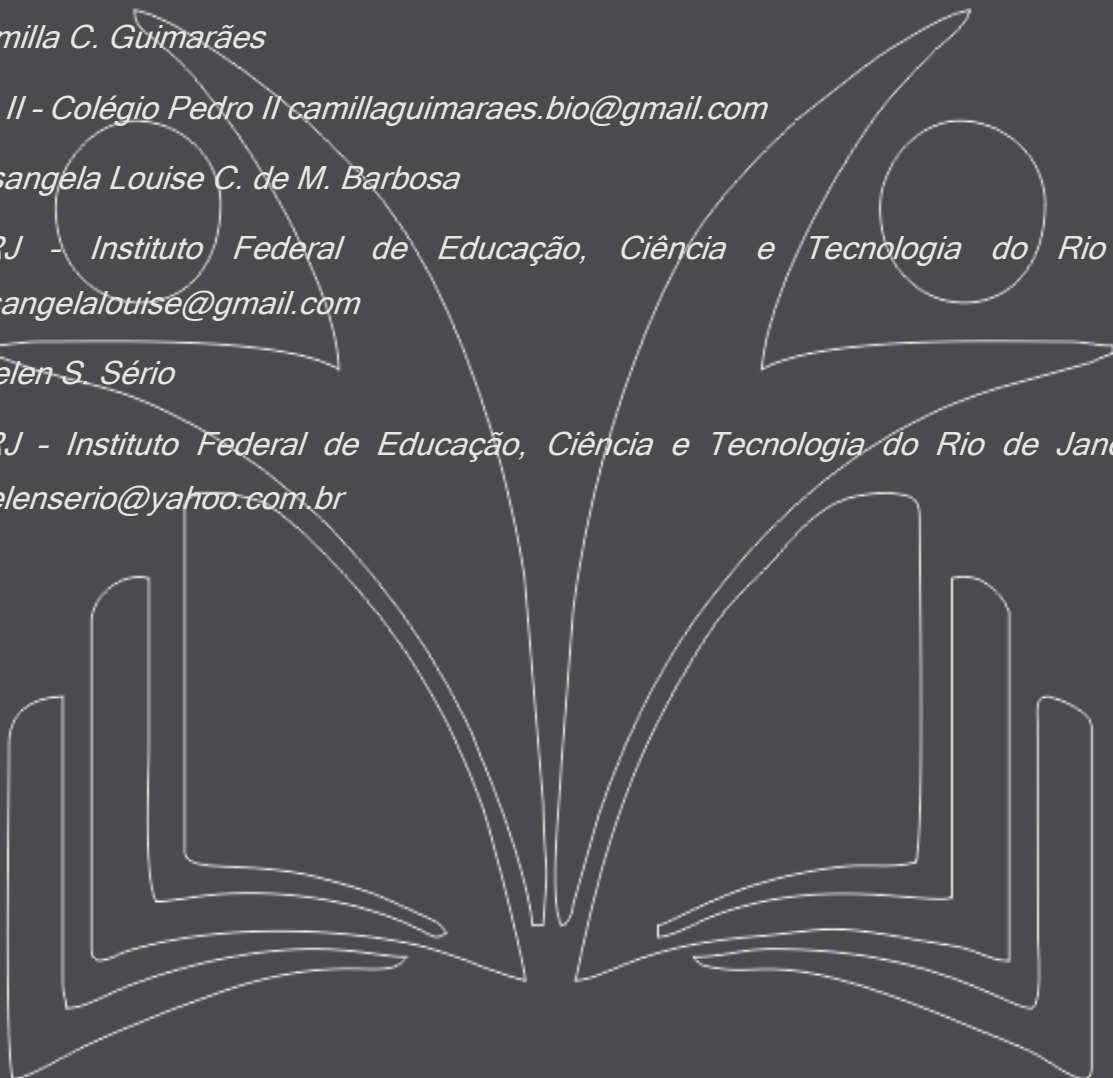 milla C. Guimarães
II - Colégio Pedro II camillaguimaraes.bio@gmail.com
sangela Louise C. de M. Barbosa
RJ - Instituto Federal de Educação, Ciência e Tecnologia do Rio
sangelalouise@gmail.com
elen S. Sério
RJ - Instituto Federal de Educação, Ciência e Tecnologia do Rio de Jane
elenserio@yahoo.com.br